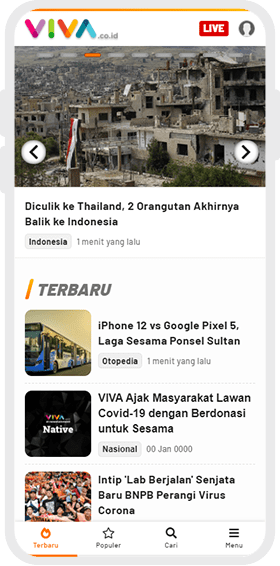 VIVA.co.id
LIVE
Diculik ke Thailand, 2 Orangutan Akhirnya
Balik ke Indonesia
Indonesia 1 menit yang lalu
TERBARU
iPhone 12 vs Google Pixel 5,
Laga Sesama Ponsel Sultan
Otopedia 1 menit yang lalu
VIVA Ajak Masyarakat Lawan
Covid-19 dengan Berdonasi
untuk Sesama
Nasional 00 Jan 0000
VIVA
Native
Intip 'Lab Berjalan' Senjata
Baru BNPB Perangi Virus
Corona
Terbaru Populer Cari Menu